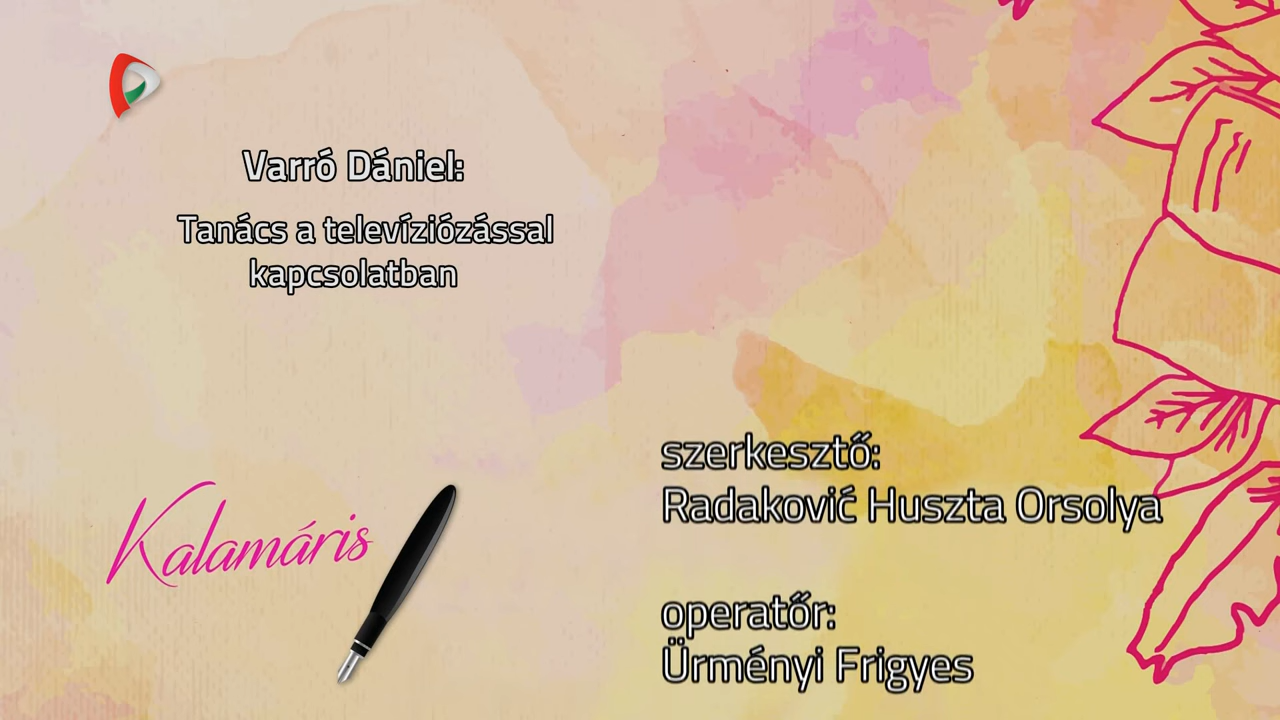 Varró Dániel:
Tanács a televíziózással
kapcsolatban
Kalamáris
szerkesztő:
Radaković Huszta Orsolya
operatőr:
Ürményi Frigyes